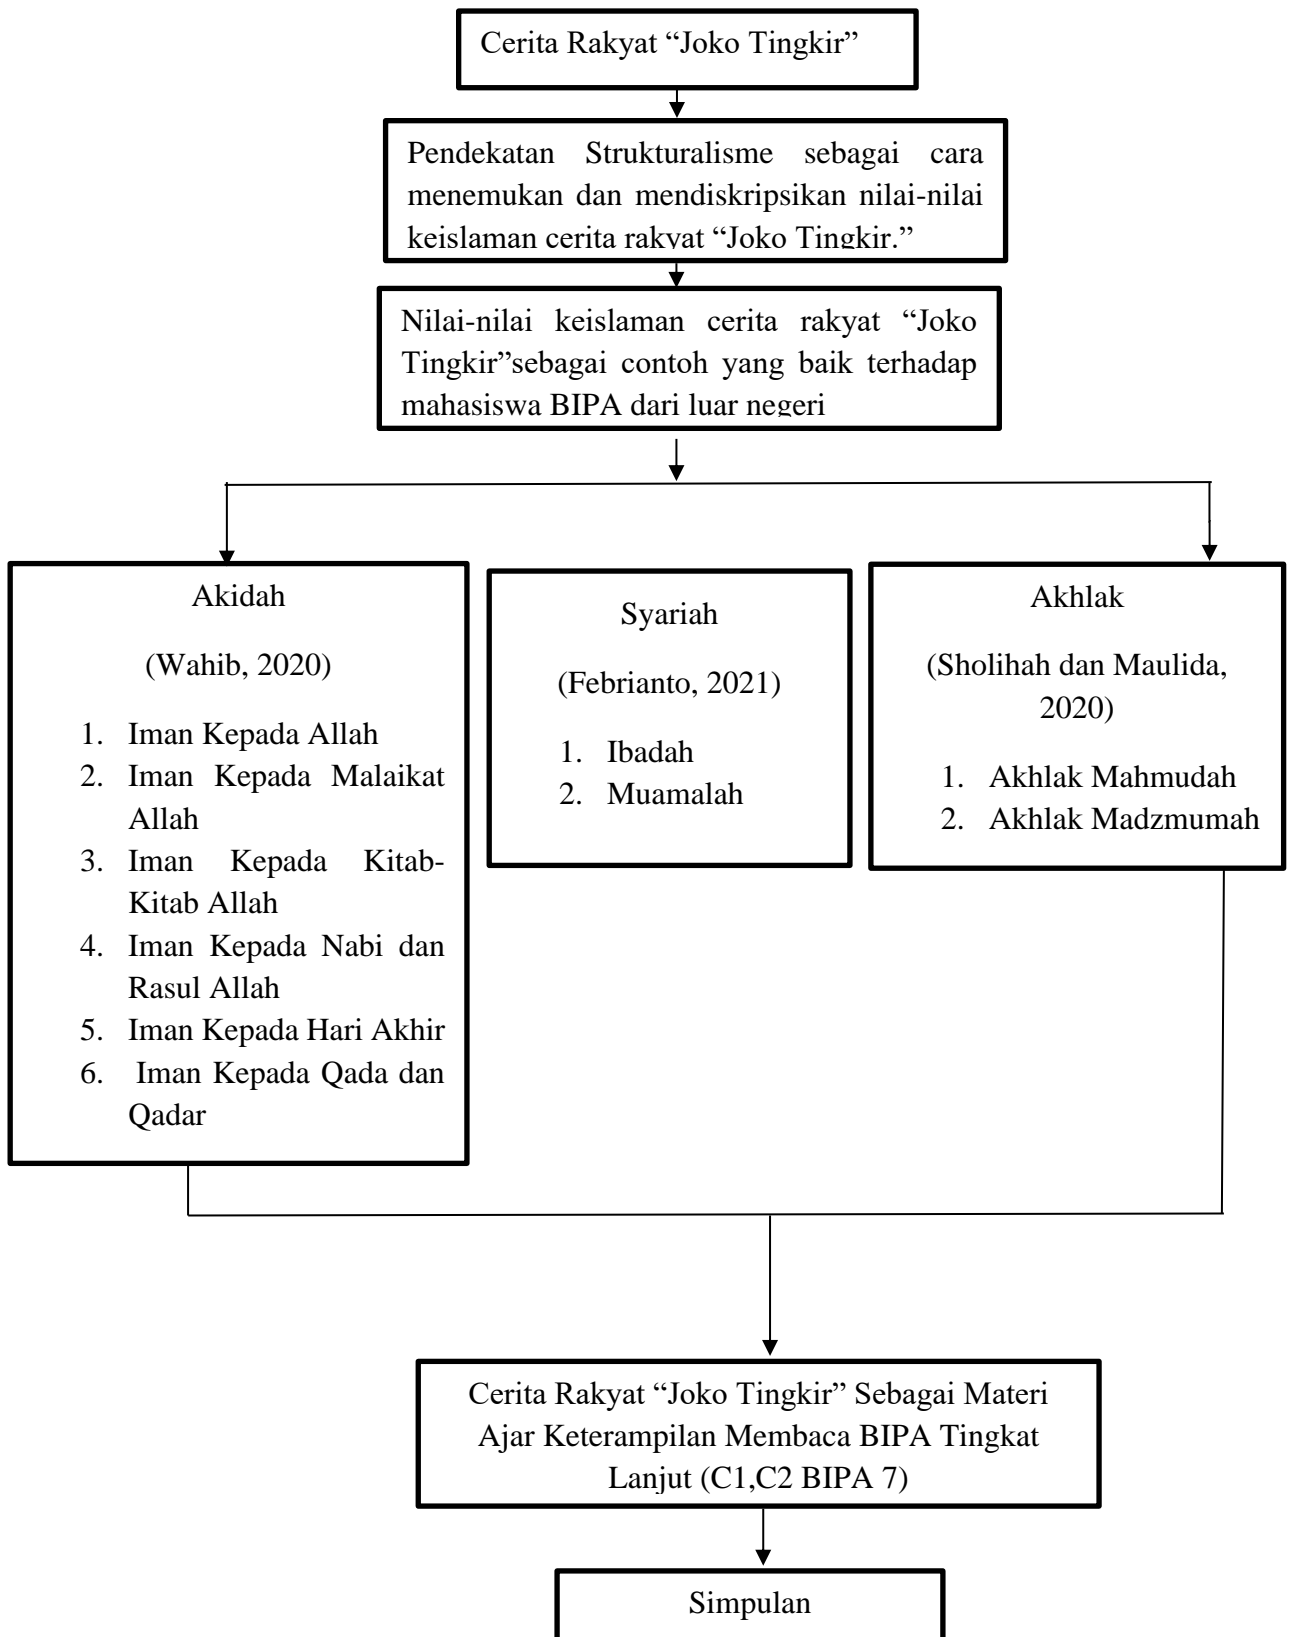 Cerita Rakyat “Joko Tingkir”
Pendekatan Strukturalisme sebagai cara
menemukan dan mendiskripsikan nilai-nilai
keislaman cerita rakyat “Joko Tingkir.”
Nilai-nilai keislaman cerita rakyat “Joko
Tingkir”sebagai contoh yang baik terhadap
mahasiswa BIPA dari luar negeri
Akidah
(Wahib, 2020)
1. Iman Kepada Allah
2. Iman Kepada Malaikat
Allah
3. Iman Kepada Kitab-
Kitab Allah
4. Iman Kepada Nabi dan
Rasul Allah
5. Iman Kepada Hari Akhir
6. Iman Kepada Qada dan
Qadar
Syariah
(Febrianto, 2021)
1. Ibadah
2. Muamalah
Akhlak
(Sholihah dan Maulida,
2020)
1. Akhlak Mahmudah
2. Akhlak Madzmumah
Cerita Rakyat “Joko Tingkir” Sebagai Materi
Ajar Keterampilan Membaca BIPA Tingkat
Lanjut (C1,C2 BIPA 7)
Simpulan